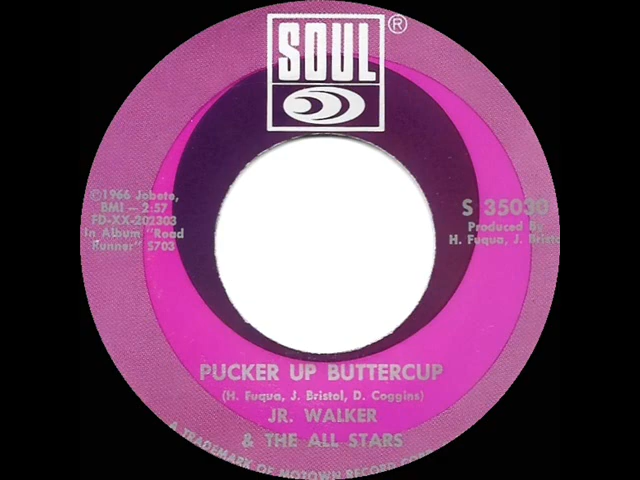 SOUL®
©1966 Jobete,
BMI — 2:57
FD-XX-202303
In Album "Road
Runner" S703
S 35030
Produced By
H. Fuqua, J. Bristo
PUCKER UP BUTTERCUP
(H. Fuqua, J. Bristol, D. Coggins)
JR. WALKER
& THE ALL STARS
A TRADEMARK OF MOTOWN RECORD